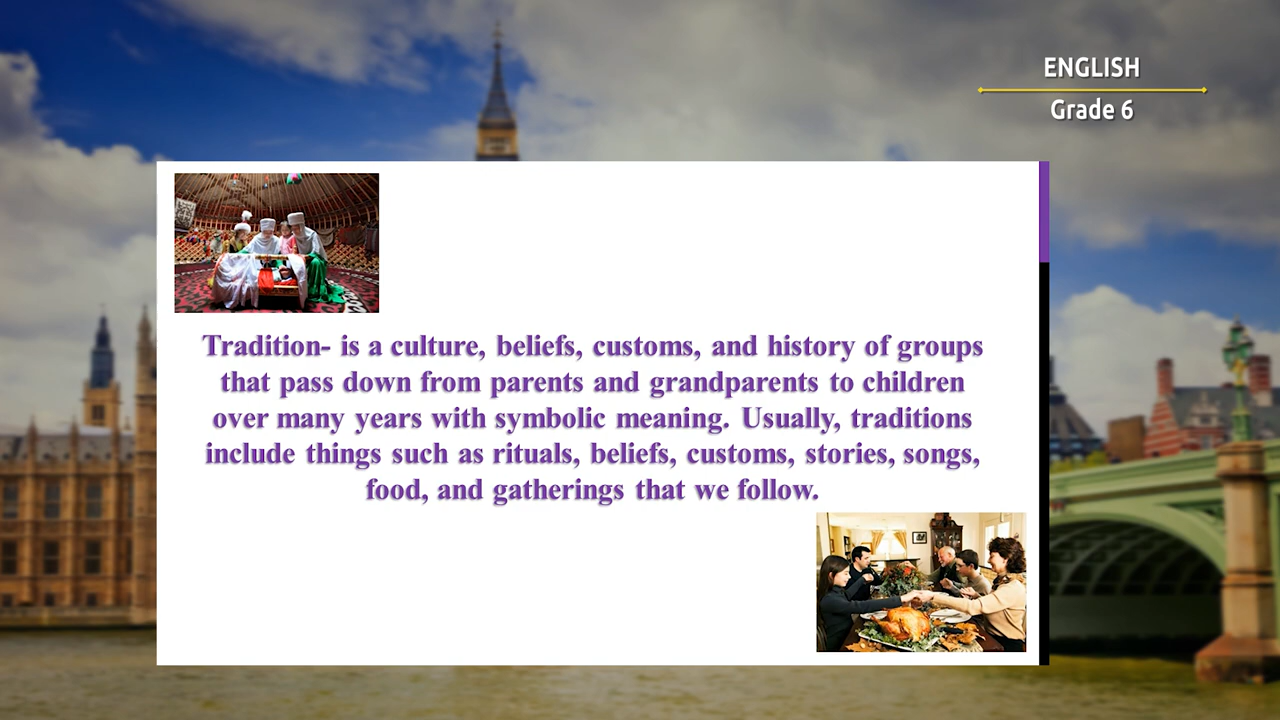 ENGLISH
Grade 6
Tradition- is a culture, beliefs, customs, and history of groups
that pass down from parents and grandparents to children
over many years with symbolic meaning. Usually, traditions
include things such as rituals, beliefs, customs, stories, songs,
food, and gatherings that we follow.